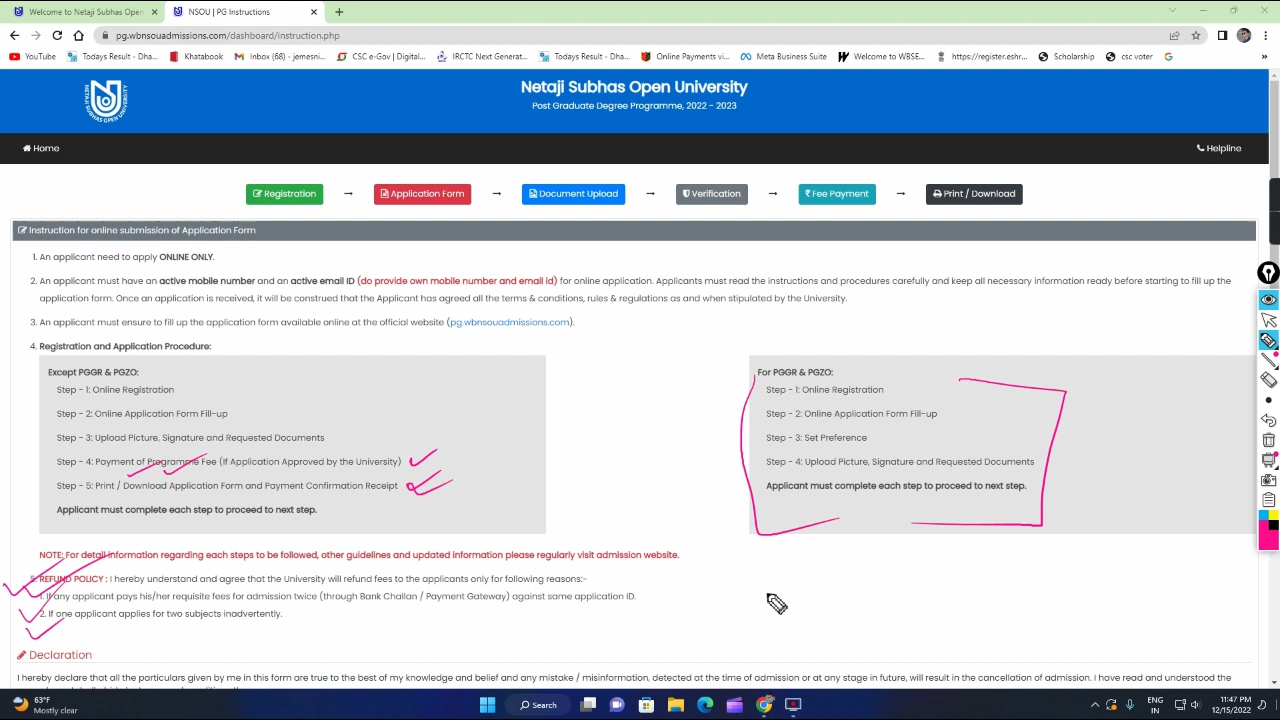 Welcome to Netaji Subhas Open
NSOU | PG Instructions
pg.wbnsouadmissions.com/dashboard/instruction.php
YouTube
Todays Result - Dha...
Khatabook
Inbox (68) - jemesni...
CSC e-Gov | Digital...
IRCTC Next Generat...
Todays Result - Dha...
Online Payments vi...
Meta Business Suite
Welcome to WBSE...
https://register.eshr...
Scholarship
csc voter
NETAJI SUBHAS OPEN UNIVERSITY
Netaji Subhas Open University
Post Graduate Degree Programme, 2022 - 2023
Home
Helpline
Registration
Application Form
Document Upload
Verification
₹ Fee Payment
Print / Download
Instruction for online submission of Application Form
1. An applicant need to apply ONLINE ONLY.
2. An applicant must have an active mobile number and an active email ID (do provide own mobile number and email id) for online application. Applicants must read the instructions and procedures carefully and keep all necessary information ready before starting to fill up the
application form. Once an application is received, it will be construed that the Applicant has agreed all the terms & conditions, rules & regulations as and when stipulated by the University.
3. An applicant must ensure to fill up the application form available online at the official website (pg.wbnsouadmissions.com).
4. Registration and Application Procedure:
Except PGGR & PGZO:
Step - 1: Online Registration
Step - 2: Online Application Form Fill-up
Step - 3: Upload Picture, Signature and Requested Documents
Step - 4: Payment of Programme Fee (If Application Approved by the University)
Step - 5: Print / Download Application Form and Payment Confirmation Receipt
Applicant must complete each step to proceed to next step.
For PGGR & PGZO:
Step - 1: Online Registration
Step - 2: Online Application Form Fill-up
Step - 3: Set Preference
Step - 4: Upload Picture, Signature and Requested Documents
Applicant must complete each step to proceed to next step.
NOTE: For detail information regarding each steps to be followed, other guidelines and updated information please regularly visit admission website.
5. REFUND POLICY : I hereby understand and agree that the University will refund fees to the applicants only for following reasons:-
1. If any applicant pays his/her requisite fees for admission twice (through Bank Challan / Payment Gateway) against same application ID.
2. If one applicant applies for two subjects inadvertently.
Declaration
I hereby declare that all the particulars given by me in this form are true to the best of my knowledge and belief and any mistake / misinformation, detected at the time of admission or at any stage in future, will result in the cancellation of admission. I have read and understood the
63°F
Mostly clear
Search
ENG
IN
11:47 PM
12/15/2022